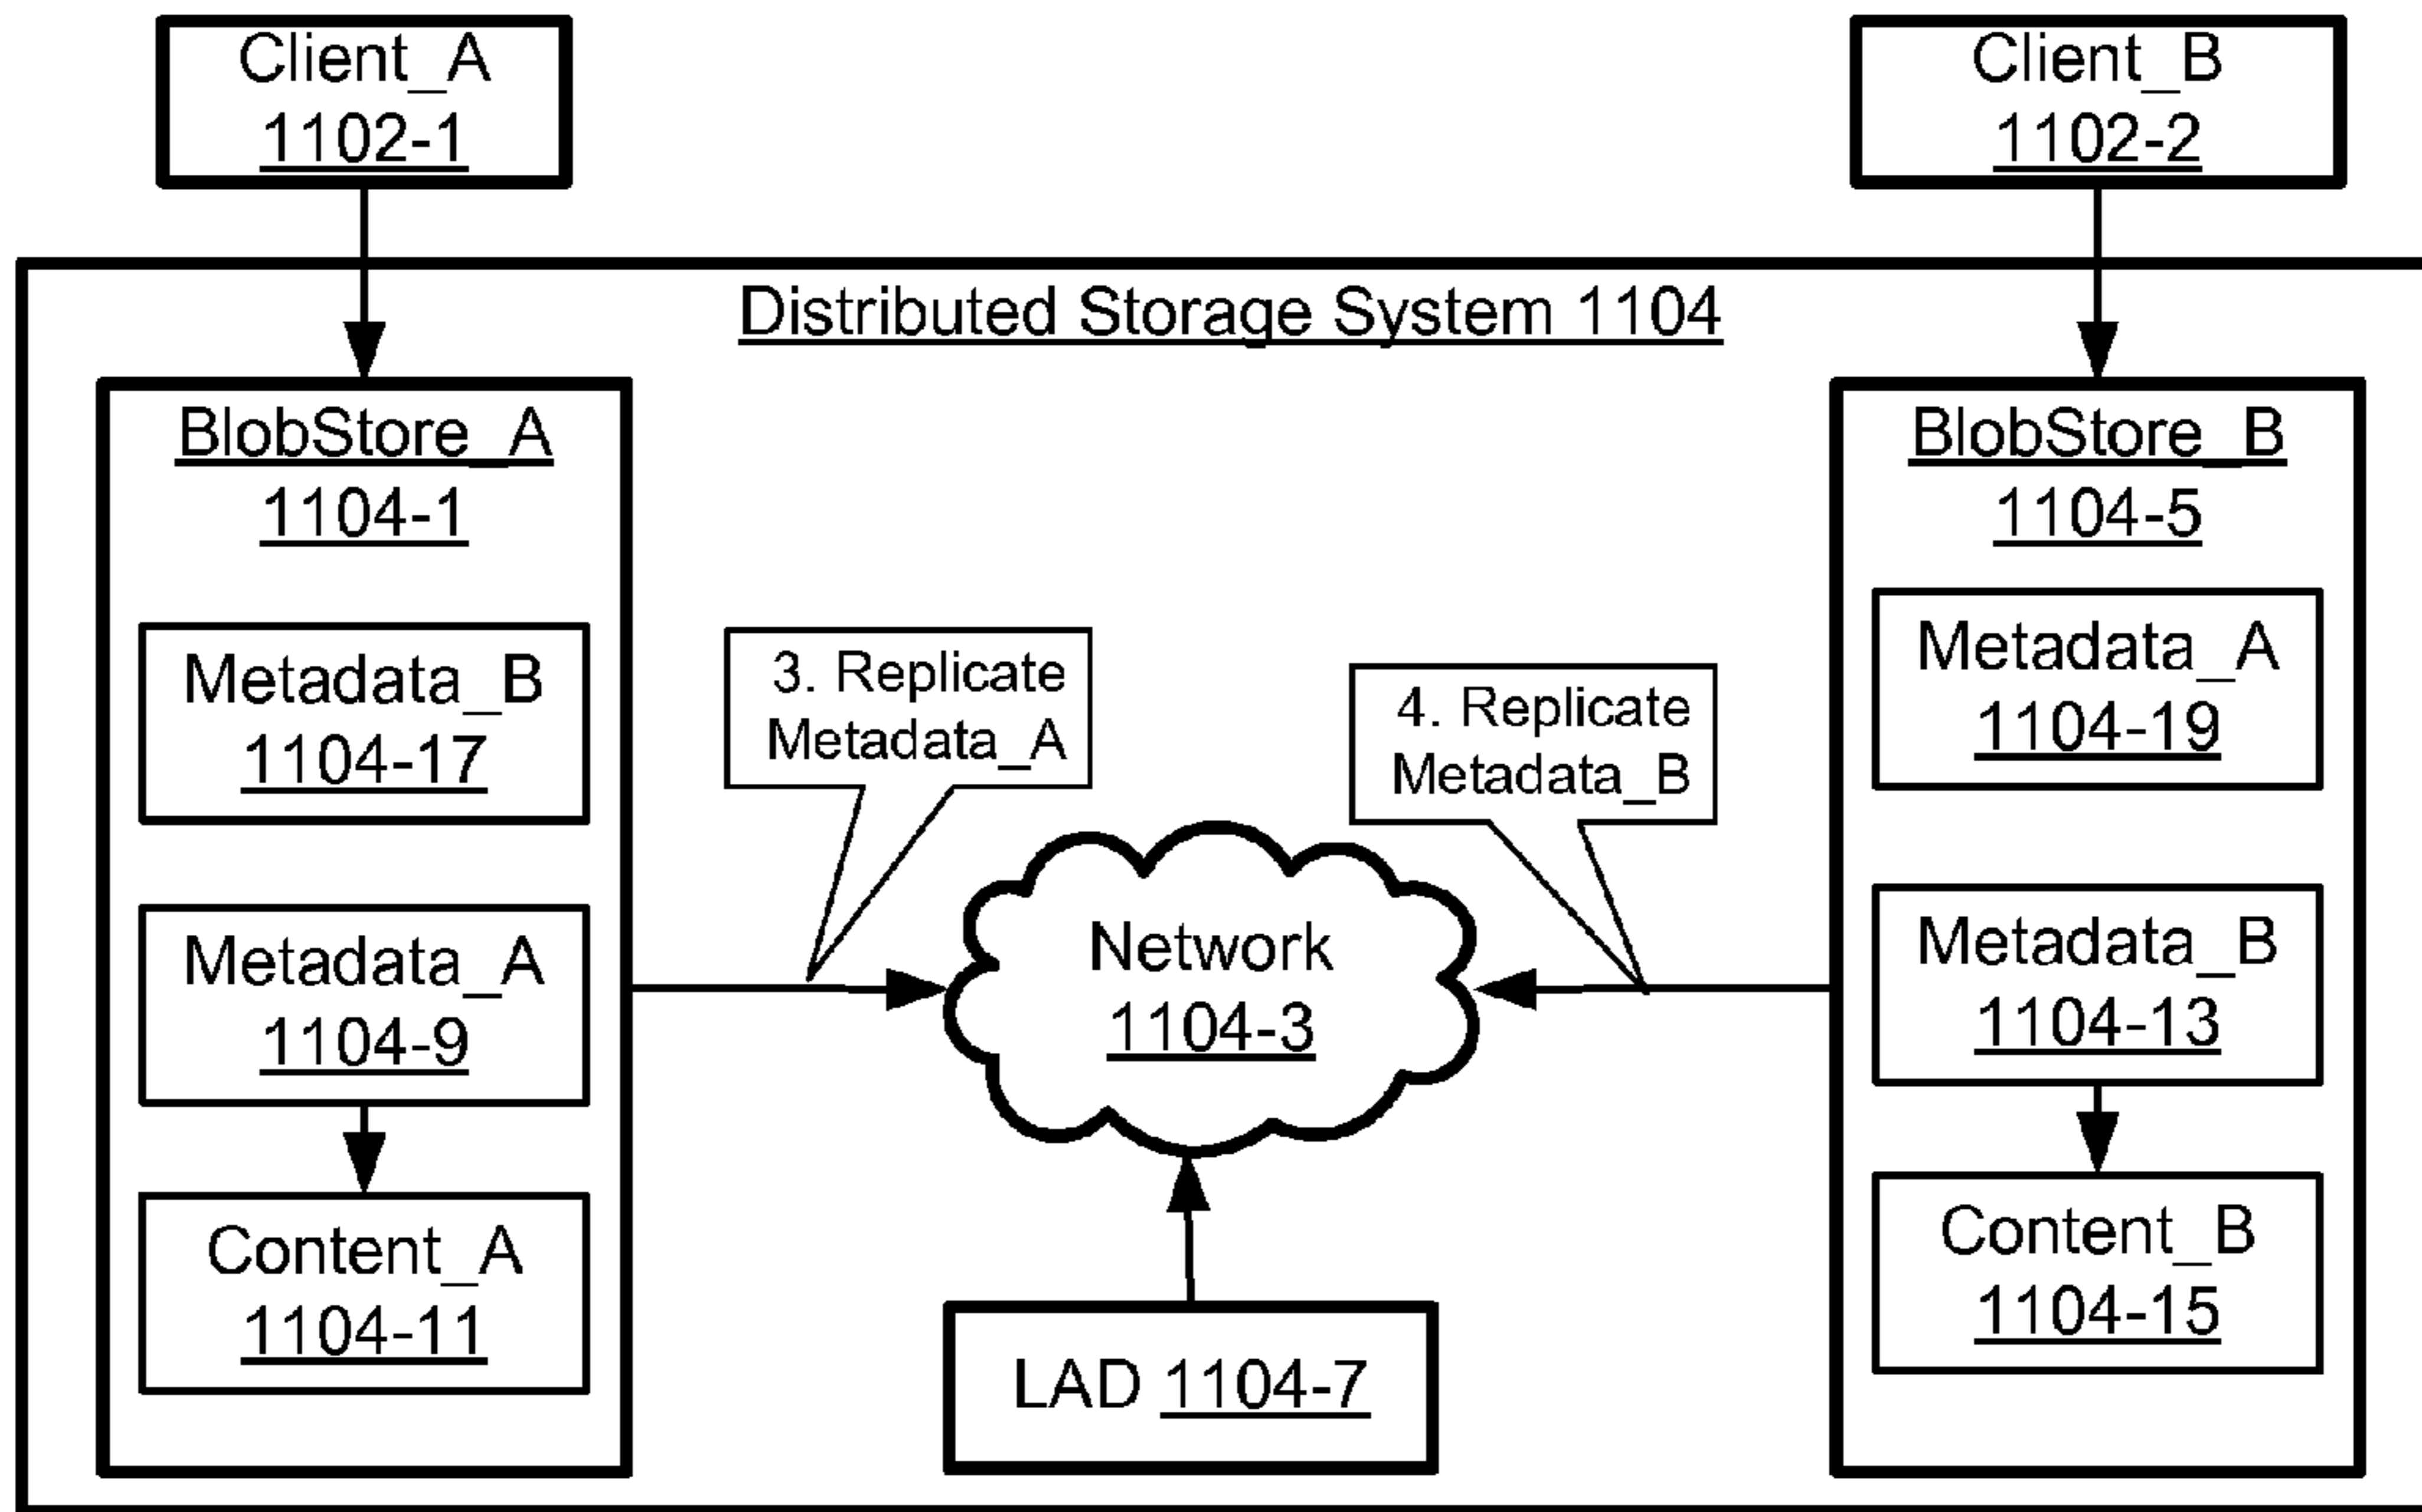 Client_A
1102-1
Client_B
1102-2
Distributed Storage System 1104
BlobStore_A
1104-1
Metadata_B
1104-17
Metadata_A
1104-9
Content_A
1104-11
3. Replicate
Metadata_A
4. Replicate
Metadata_B
Network
1104-3
LAD 1104-7
BlobStore_B
1104-5
Metadata_A
1104-19
Metadata_B
1104-13
Content_B
1104-15